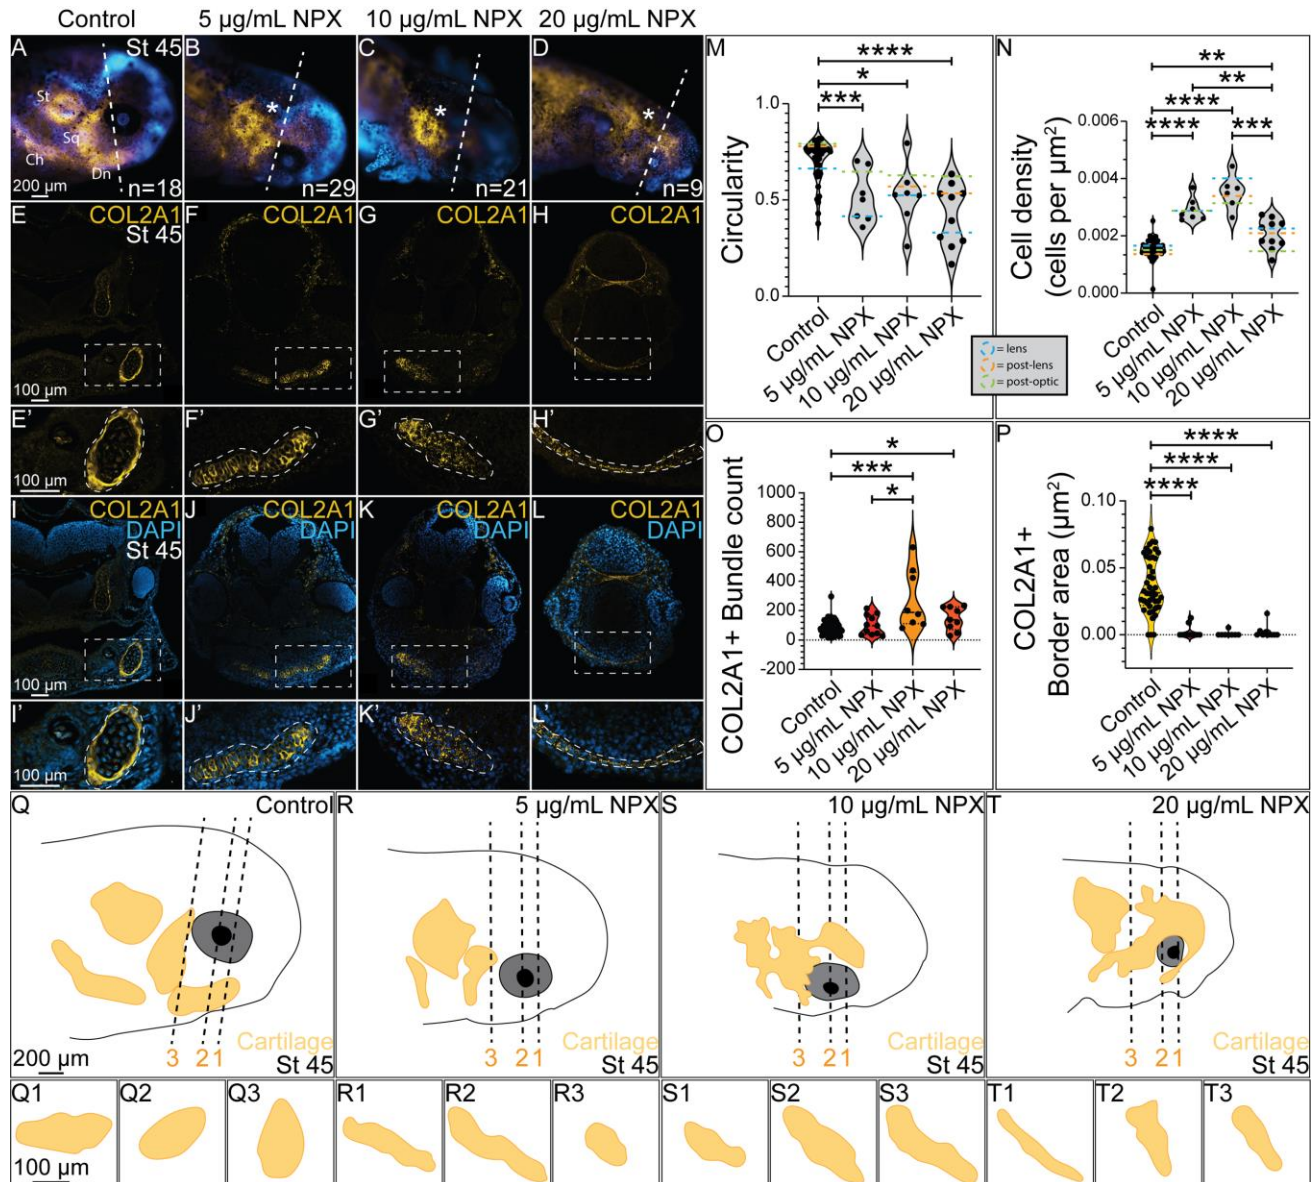 Control
5 µg/mL NPX
10 µg/mL NPX
20 µg/mL NPX
A
St 45
St
Sq
Ch
Dn
200 µm
n=18
B
*
n=29
C
*
n=21
D
*
n=9
E
COL2A1
St 45
100 µm
F
COL2A1
G
COL2A1
H
COL2A1
E'
100 µm
F'
G'
H'
I
COL2A1
DAPI
St 45
100 µm
J
COL2A1
DAPI
K
COL2A1
DAPI
L
COL2A1
DAPI
I'
100 µm
J'
K'
L'
M
****
*
***
Circularity
1.0
0.5
0.0
Control
5 µg/mL NPX
10 µg/mL NPX
20 µg/mL NPX
N
**
**
****
****
***
Cell density
(cells per µm²)
0.006
0.004
0.002
0.000
Control
5 µg/mL NPX
10 µg/mL NPX
20 µg/mL NPX
= lens
= post-lens
= post-optic
O
*
***
*
COL2A1+ Bundle count
1000
800
600
400
200
0
-200
Control
5 µg/mL NPX
10 µg/mL NPX
20 µg/mL NPX
P
****
****
****
COL2A1+
Border area (µm²)
0.10
0.05
0.00
Control
5 µg/mL NPX
10 µg/mL NPX
20 µg/mL NPX
Q
Control
200 µm
3 2 1
Cartilage
St 45
R
5 µg/mL NPX
3 2 1
Cartilage
St 45
S
10 µg/mL NPX
3 2 1
Cartilage
St 45
T
20 µg/mL NPX
3 2 1
Cartilage
St 45
Q1
100 µm
Q2
Q3
R1
R2
R3
S1
S2
S3
T1
T2
T3